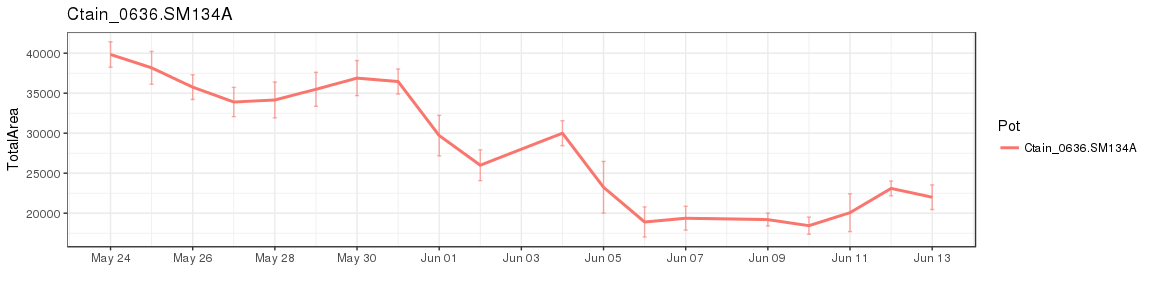 Ctain_0636.SM134A
TotalArea
40000
35000
30000
25000
20000
May 24 May 26 May 28 May 30 Jun 01 Jun 03 Jun 05 Jun 07 Jun 09 Jun 11 Jun 13
Pot
Ctain_0636.SM134A